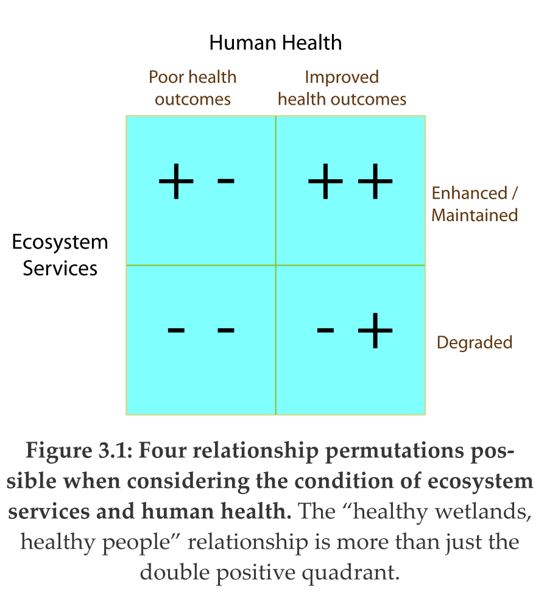 Human Health
Poor health
outcomes
Improved
health outcomes
+ -
+ +
Enhanced /
Maintained
Ecosystem
Services
- -
- +
Degraded
Figure 3.1: Four relationship permutations pos-
sible when considering the condition of ecosystem
services and human health. The “healthy wetlands,
healthy people” relationship is more than just the
double positive quadrant.